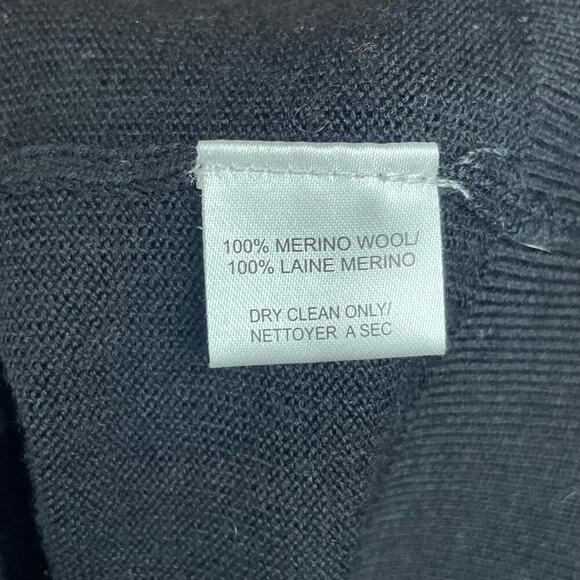 100% MERINO WOOL/
100% LAINE MERINO
DRY CLEAN ONLY/
NETTOYER A SEC